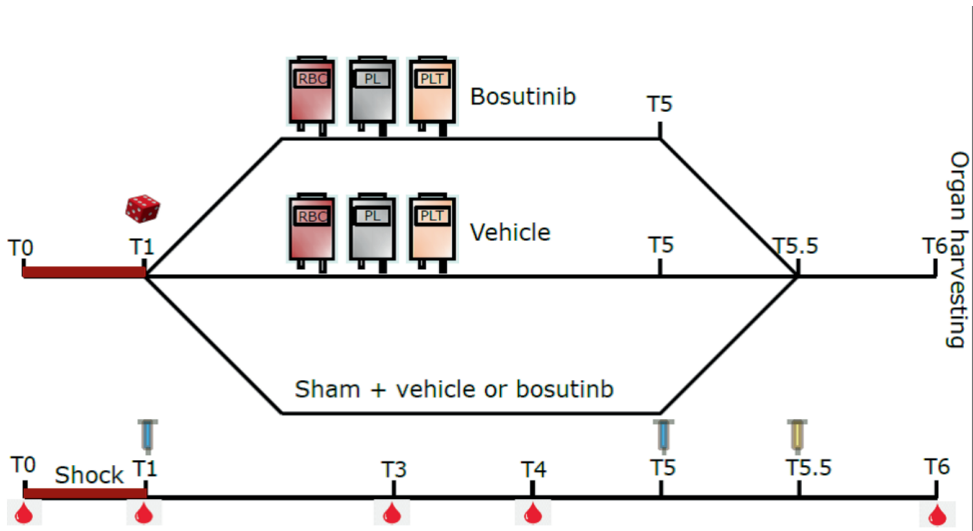 RBC PL PLT
Bosutinib
T5
RBC PL PLT
Vehicle
T0
T1
T5
T5.5
T6
Organ harvesting
Sham + vehicle or bosutinb
T0
Shock
T1
T3
T4
T5
T5.5
T6